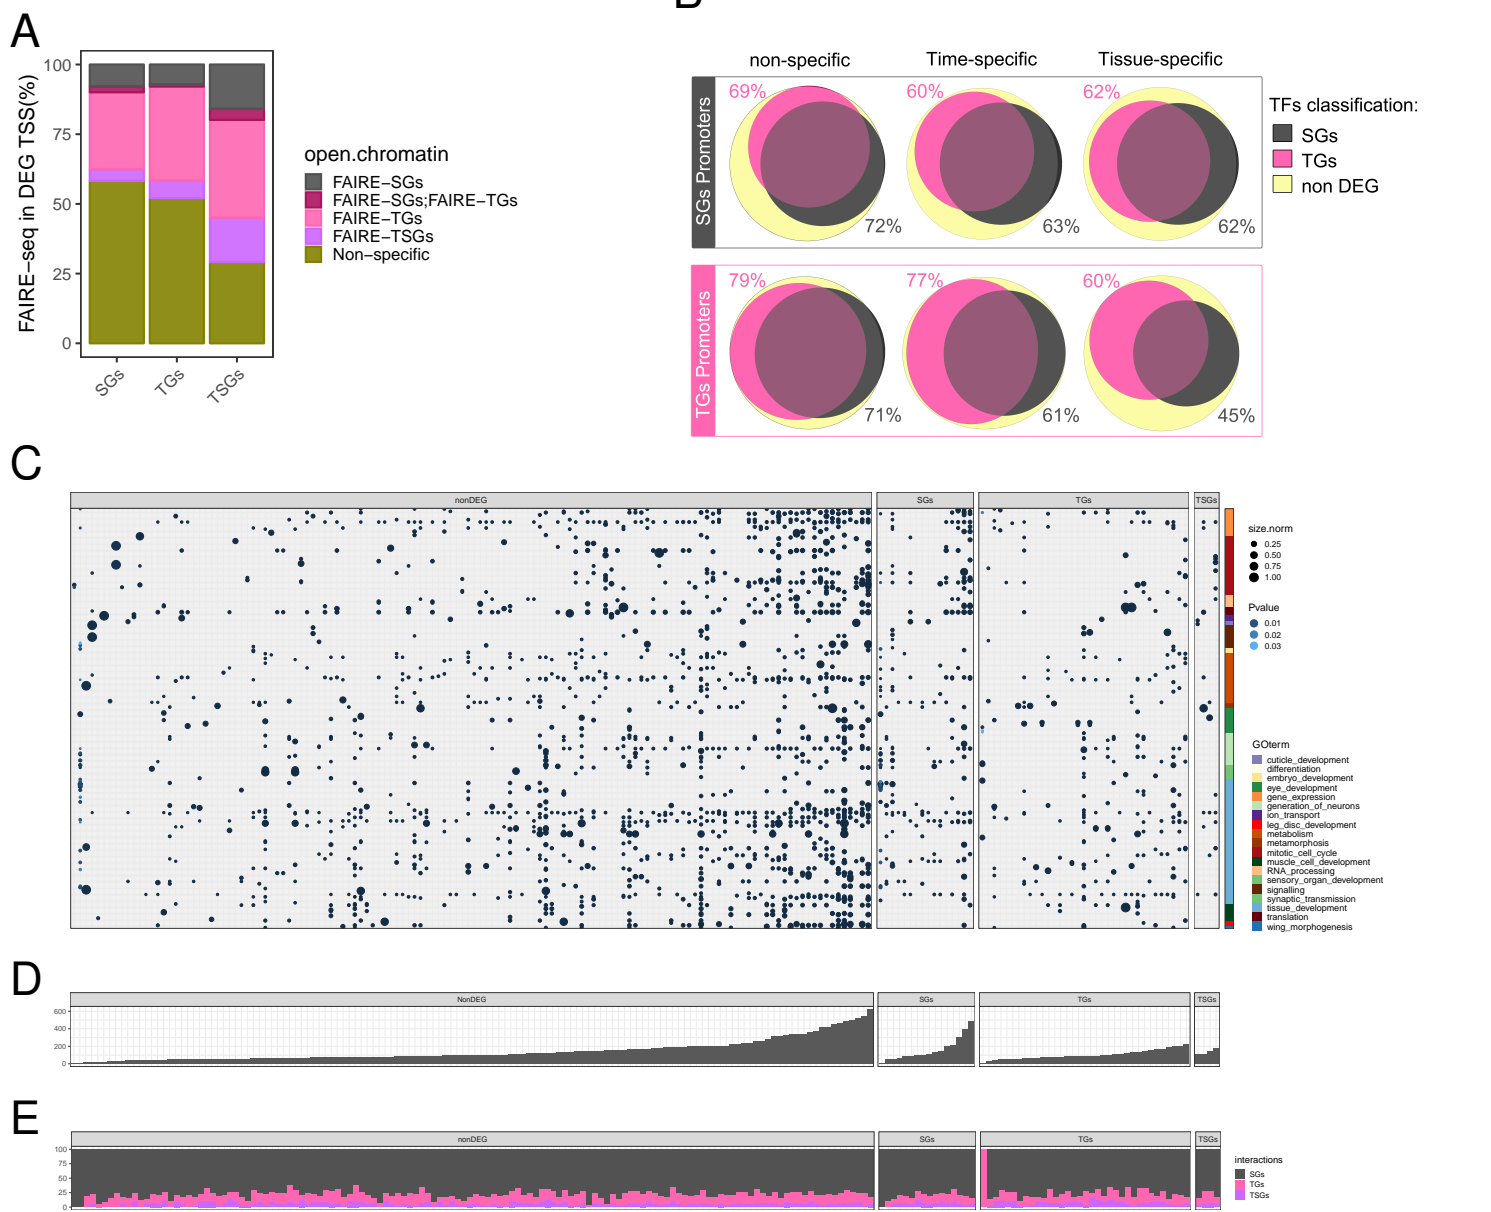 A
FAIRE−seq in DEG TSS(%)
100
75
50
25
0
SGs
TGs
TSGs
open.chromatin
FAIRE−SGs
FAIRE−SGs;FAIRE−TGs
FAIRE−TGs
FAIRE−TSGs
Non−specific
B
non-specific
Time-specific
Tissue-specific
SGs Promoters
69%
72%
60%
63%
62%
62%
TGs Promoters
79%
71%
77%
61%
60%
45%
TFs classification:
SGs
TGs
non DEG
C
nonDEG
SGs
TGs
TSGs
size.norm
0.25
0.50
0.75
1.00
Pvalue
0.01
0.02
0.03
GOterm
cuticle_development
differentiation
embryo_development
eye_development
gene_expression
generation_of_neurons
ion_transport
leg_disc_development
metabolism
metamorphosis
mitotic_cell_cycle
muscle_cell_development
RNA_processing
sensory_organ_development
signalling
synaptic_transmission
tissue_development
translation
wing_morphogenesis
D
NonDEG
SGs
TGs
TSGs
600
400
200
0
E
nonDEG
SGs
TGs
TSGs
100
75
50
25
0
interactions
SGs
TGs
TSGs